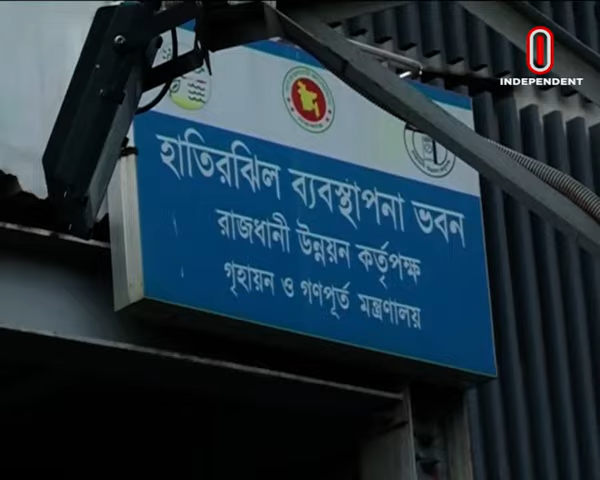 INDEPENDENT
হাতিরঝিল ব্যবস্থাপনা ভবন
রাজধানী উন্নয়ন কর্তৃপক্ষ
গৃহায়ন ও গণপূর্ত মন্ত্রণালয়